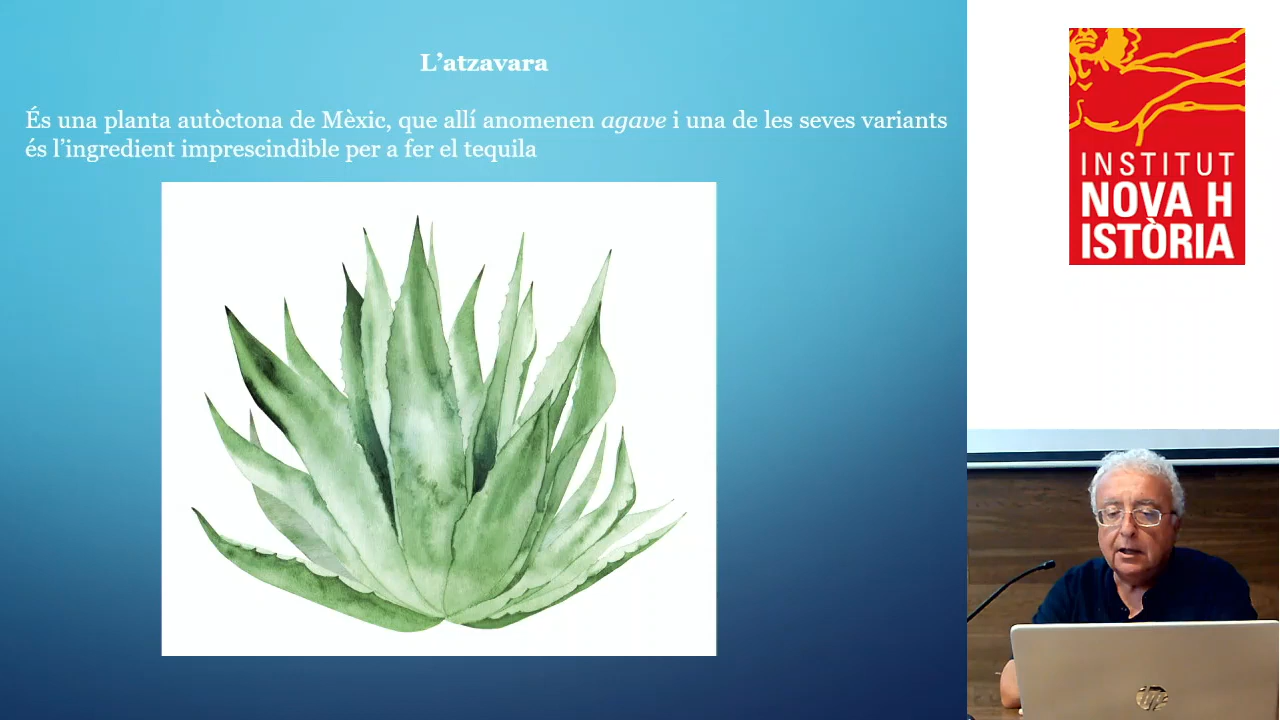 L’atzavara
És una planta autòctona de Mèxic, que allí anomenen agave i una de les seves variants
és l’ingredient imprescindible per a fer el tequila
INSTITUT
NOVA H
ISTÒRIA
hp